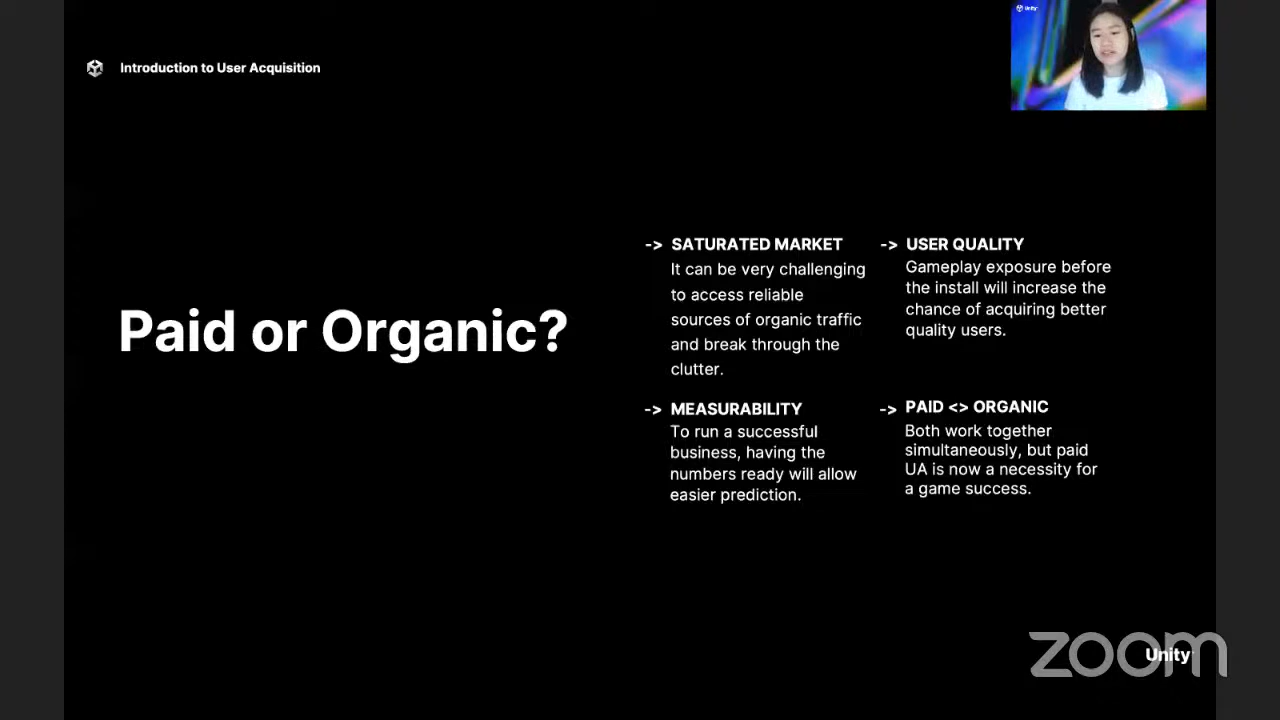 Unity
Introduction to User Acquisition
Paid or Organic?
-> SATURATED MARKET
It can be very challenging
to access reliable
sources of organic traffic
and break through the
clutter.
-> USER QUALITY
Gameplay exposure before
the install will increase the
chance of acquiring better
quality users.
-> MEASURABILITY
To run a successful
business, having the
numbers ready will allow
easier prediction.
-> PAID <> ORGANIC
Both work together
simultaneously, but paid
UA is now a necessity for
a game success.
zoom
Unity